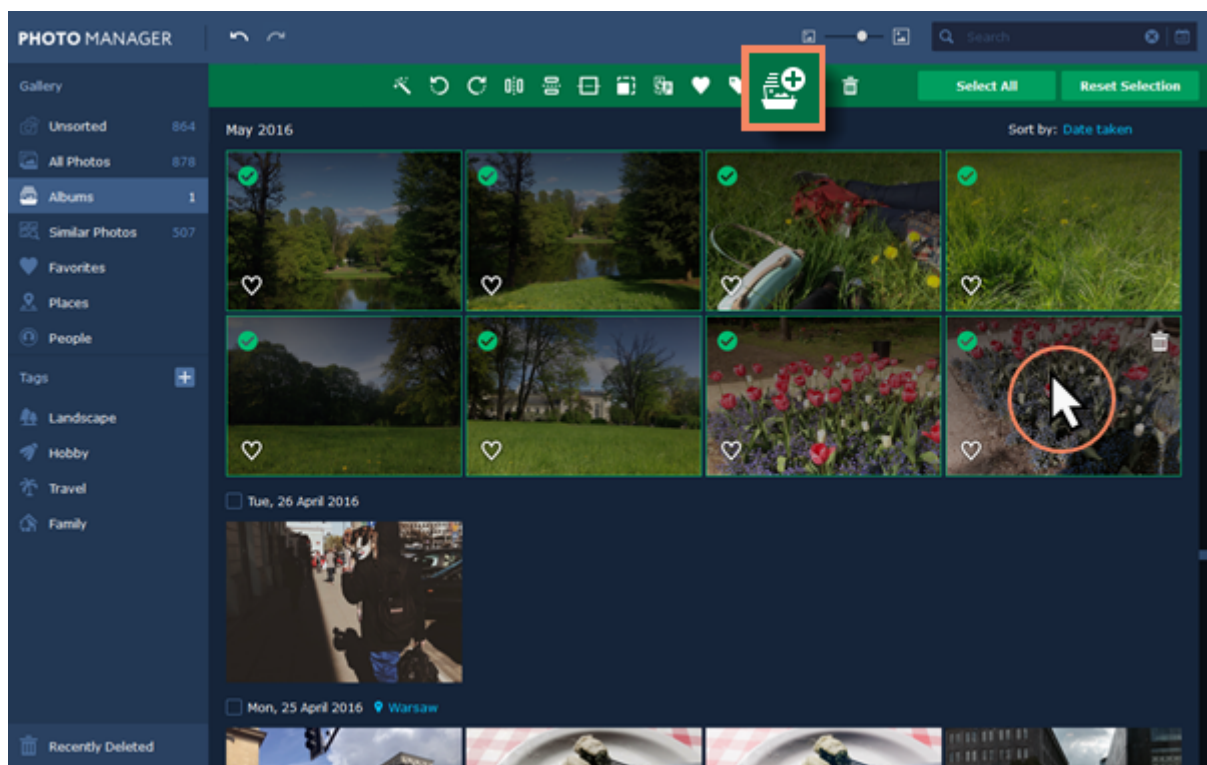 PHOTO MANAGER
Search
Gallery
Select All
Reset Selection
Unsorted 864
All Photos 878
Albums 1
Similar Photos 507
Favorites
Places
People
Tags
Landscape
Hobby
Travel
Family
Recently Deleted
May 2016
Sort by: Date taken
Tue, 26 April 2016
Mon, 25 April 2016 Warsaw